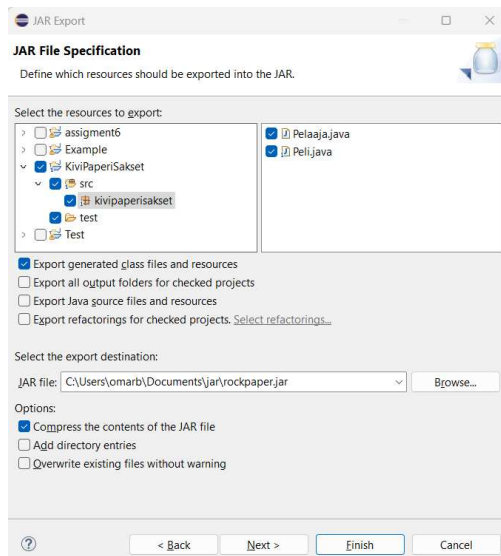 JAR Export
JAR File Specification
Define which resources should be exported into the JAR.
Select the resources to export:
assigment6
Example
KiviPaperiSakset
src
kivipaperisakset
test
Test
Pelaaja.java
Peli.java
Export generated class files and resources
Export all output folders for checked projects
Export Java source files and resources
Export refactorings for checked projects. Select refactorings...
Select the export destination:
JAR file: C:\Users\omarb\Documents\jar\rockpaper.jar Browse...
Options:
Compress the contents of the JAR file
Add directory entries
Overwrite existing files without warning
? < Back Next > Finish Cancel